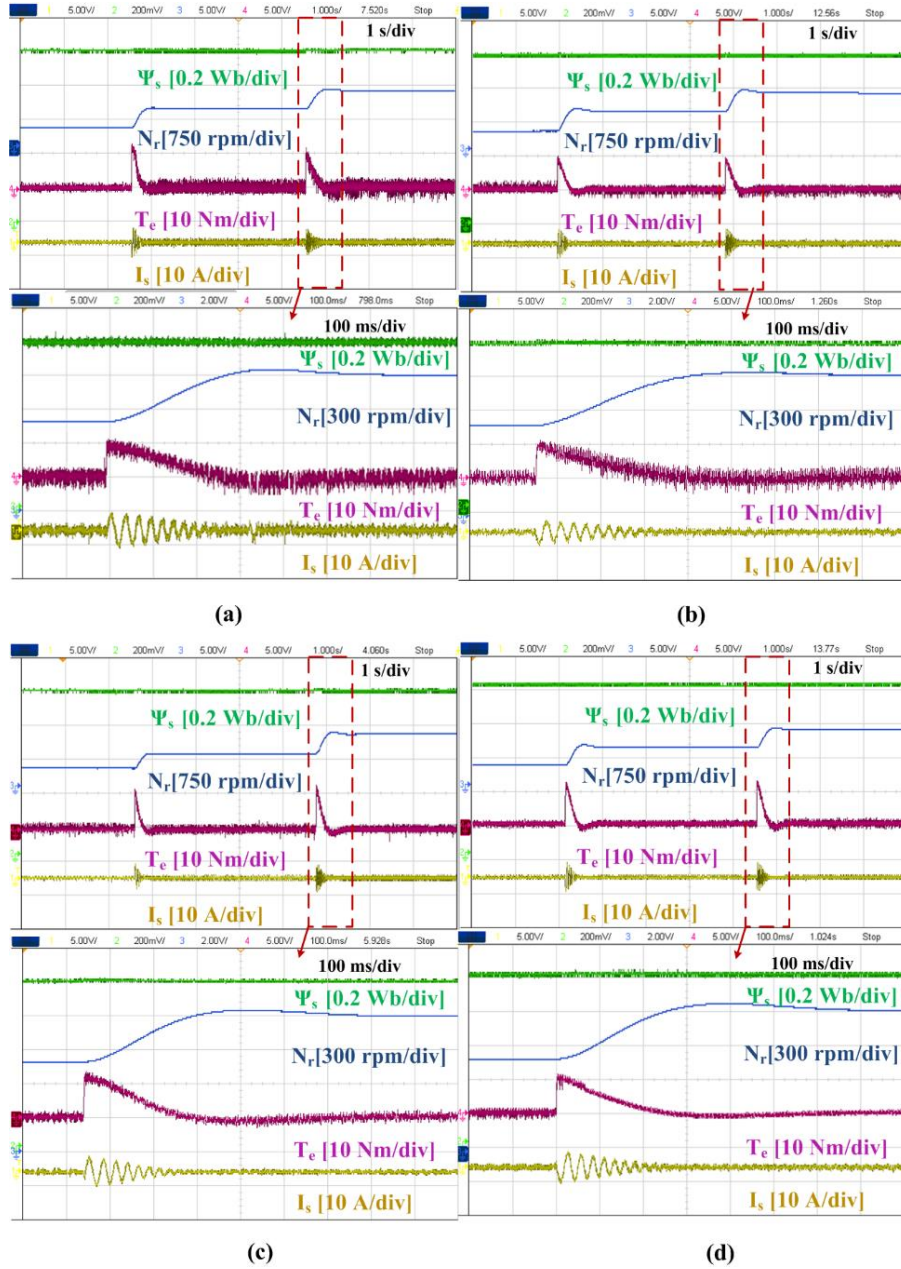 5.00V/ 2 200mV/ 3 5.00V/ 4 5.00V/ 1.000s/ 7.520s Stop
1 s/div
Ψs [0.2 Wb/div]
Nr[750 rpm/div]
Te [10 Nm/div]
Is [10 A/div]
5.00V/ 2 200mV/ 3 2.00V/ 4 5.00V/ 100.0ms/ 798.0ms Stop
100 ms/div
Ψs [0.2 Wb/div]
Nr[300 rpm/div]
Te [10 Nm/div]
Is [10 A/div]
(a)
5.00V/ 2 200mV/ 3 5.00V/ 4 5.00V/ 1.000s/ 12.56s Stop
1 s/div
Ψs [0.2 Wb/div]
Nr[750 rpm/div]
Te [10 Nm/div]
Is [10 A/div]
5.00V/ 2 200mV/ 3 2.00V/ 4 5.00V/ 100.0ms/ 1.260s Stop
100 ms/div
Ψs [0.2 Wb/div]
Nr[300 rpm/div]
Te [10 Nm/div]
Is [10 A/div]
(b)
5.00V/ 2 200mV/ 3 5.00V/ 4 5.00V/ 1.000s/ 4.060s Stop
1 s/div
Ψs [0.2 Wb/div]
Nr[750 rpm/div]
Te [10 Nm/div]
Is [10 A/div]
5.00V/ 2 200mV/ 3 2.00V/ 4 5.00V/ 100.0ms/ 5.928s Stop
100 ms/div
Ψs [0.2 Wb/div]
Nr[300 rpm/div]
Te [10 Nm/div]
Is [10 A/div]
(c)
5.00V/ 2 200mV/ 3 5.00V/ 4 5.00V/ 1.000s/ 13.77s Stop
1 s/div
Ψs [0.2 Wb/div]
Nr[750 rpm/div]
Te [10 Nm/div]
Is [10 A/div]
5.00V/ 2 200mV/ 3 2.00V/ 4 5.00V/ 100.0ms/ 1.024s Stop
100 ms/div
Ψs [0.2 Wb/div]
Nr[300 rpm/div]
Te [10 Nm/div]
Is [10 A/div]
(d)